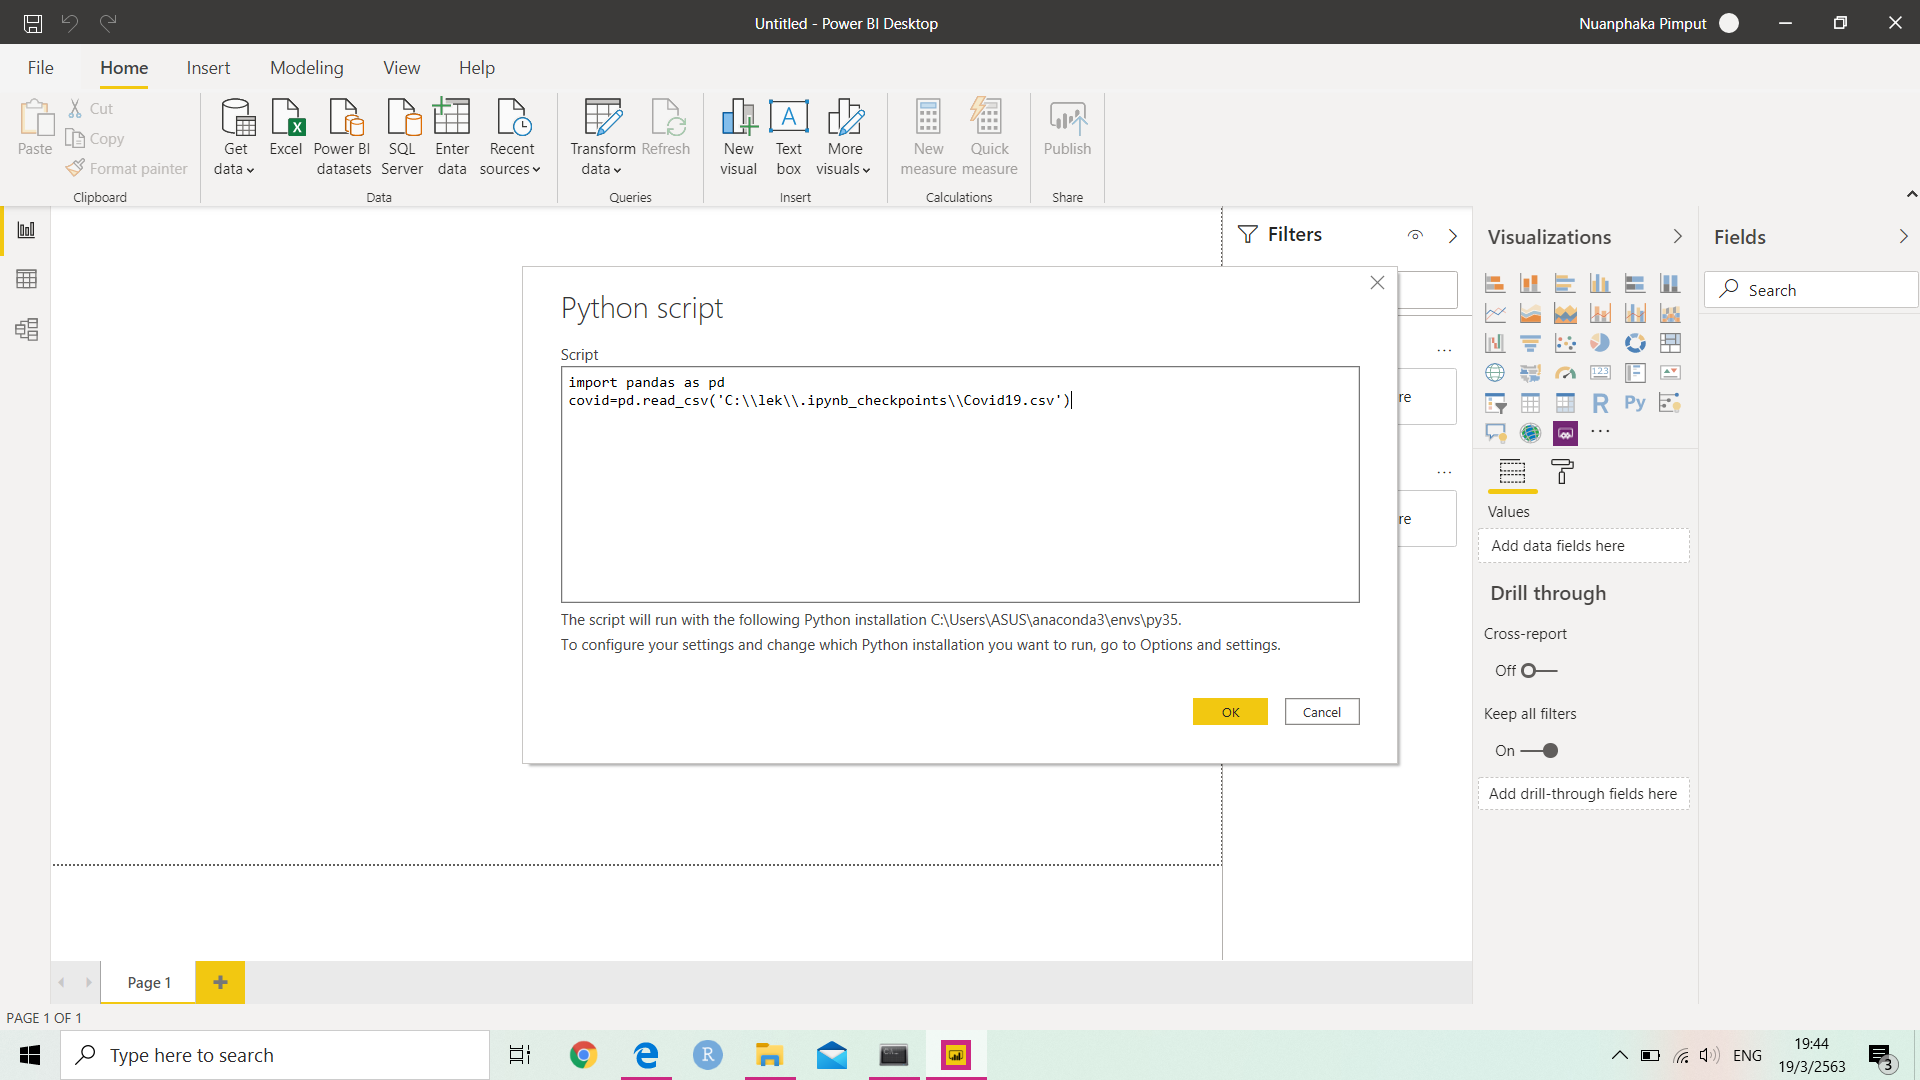 Untitled - Power BI Desktop
Nuanphaka Pimput
File Home Insert Modeling View Help
Paste
Cut
Copy
Format painter
Clipboard
Get data
Excel
Power BI datasets
SQL Server
Enter data
Recent sources
Data
Transform data
Refresh
Queries
New visual
Text box
More visuals
Insert
New measure
Quick measure
Calculations
Publish
Share
Filters
re
re
Visualizations
Fields
Search
123
R
Py
Values
Add data fields here
Drill through
Cross-report
Off
Keep all filters
On
Add drill-through fields here
Python script
Script
import pandas as pd
covid=pd.read_csv('C:\\lek\\.ipynb_checkpoints\\Covid19.csv')
The script will run with the following Python installation C:\Users\ASUS\anaconda3\envs\py35.
To configure your settings and change which Python installation you want to run, go to Options and settings.
OK
Cancel
Page 1
PAGE 1 OF 1
Type here to search
R
ENG
19:44
19/3/2563
3